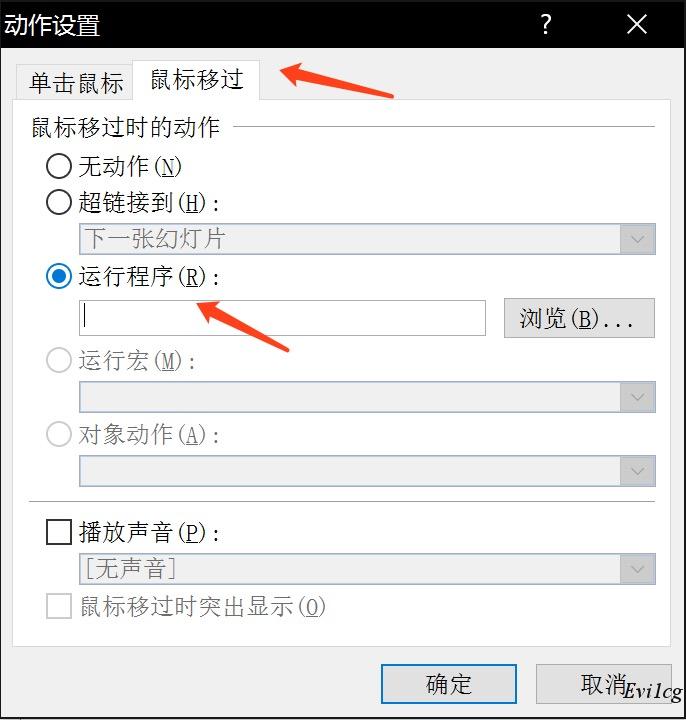 动作设置
单击鼠标
鼠标移过
鼠标移过时的动作
无动作(N)
超链接到(H):
下一张幻灯片
运行程序(R):
浏览(B)...
运行宏(M):
对象动作(A):
播放声音(P):
[无声音]
鼠标移过时突出显示(O)
确定
取消
Evi1cg